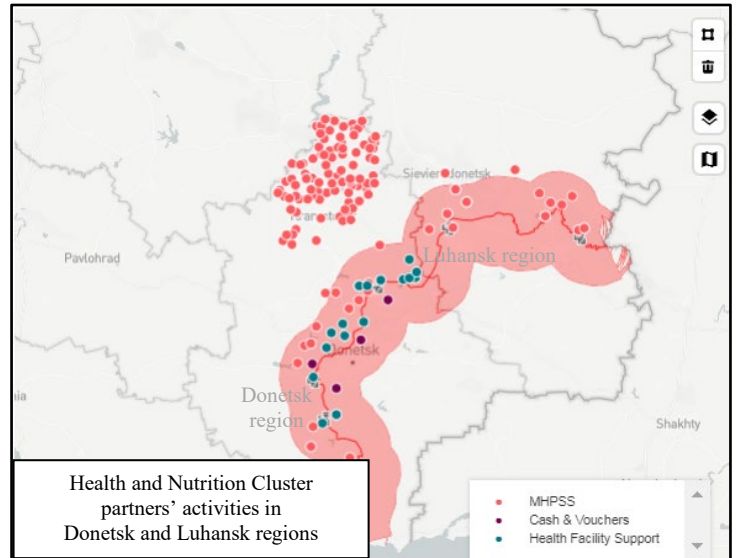 Sievierodonetsk
Kramatorsk
Pavlohrad
Luhansk region
Donetsk
Donetsk
region
Shakhty
Health and Nutrition Cluster
partners' activities in
Donetsk and Luhansk regions
MHPSS
Cash & Vouchers
Health Facility Support